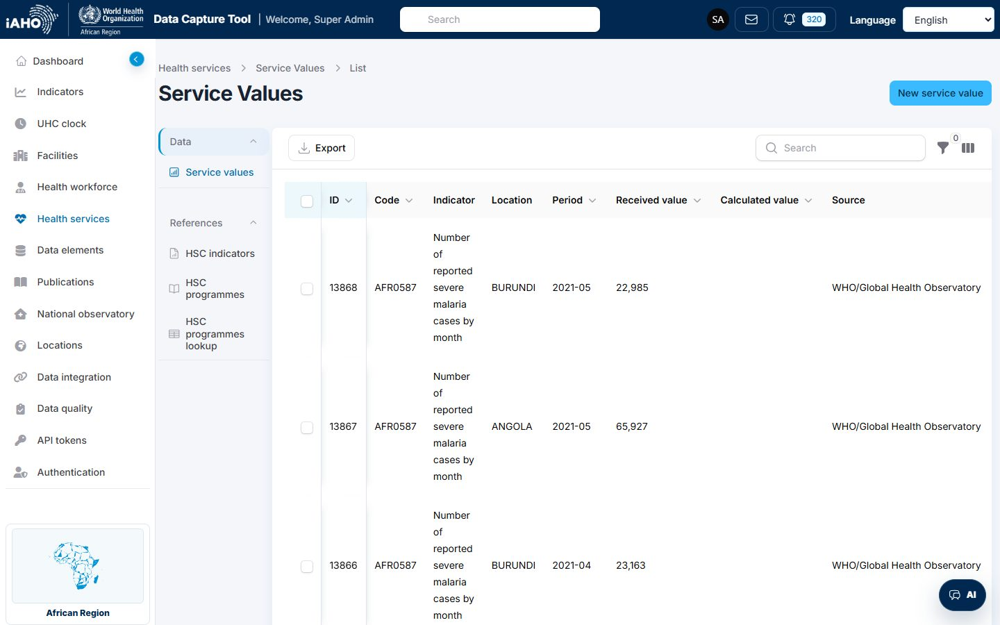 iAHO
World Health
Organization
African Region
Data Capture Tool
Welcome, Super Admin
Search
SA
320
Language
English
Dashboard
Indicators
UHC clock
Facilities
Health workforce
Health services
Data elements
Publications
National observatory
Locations
Data integration
Data quality
API tokens
Authentication
African Region
Health services > Service Values > List
Service Values
New service value
Data
Service values
References
HSC indicators
HSC
programmes
HSC
programmes
lookup
Export
Search
0
ID Code Indicator Location Period Received value Calculated value Source
Number
of
reported
severe
malaria
cases by
month
13868 AFR0587 BURUNDI 2021-05 22,985 WHO/Global Health Observatory
Number
of
reported
severe
malaria
cases by
month
13867 AFR0587 ANGOLA 2021-05 65,927 WHO/Global Health Observatory
Number
of
reported
severe
malaria
cases by
month
13866 AFR0587 BURUNDI 2021-04 23,163 WHO/Global Health Observatory
AI